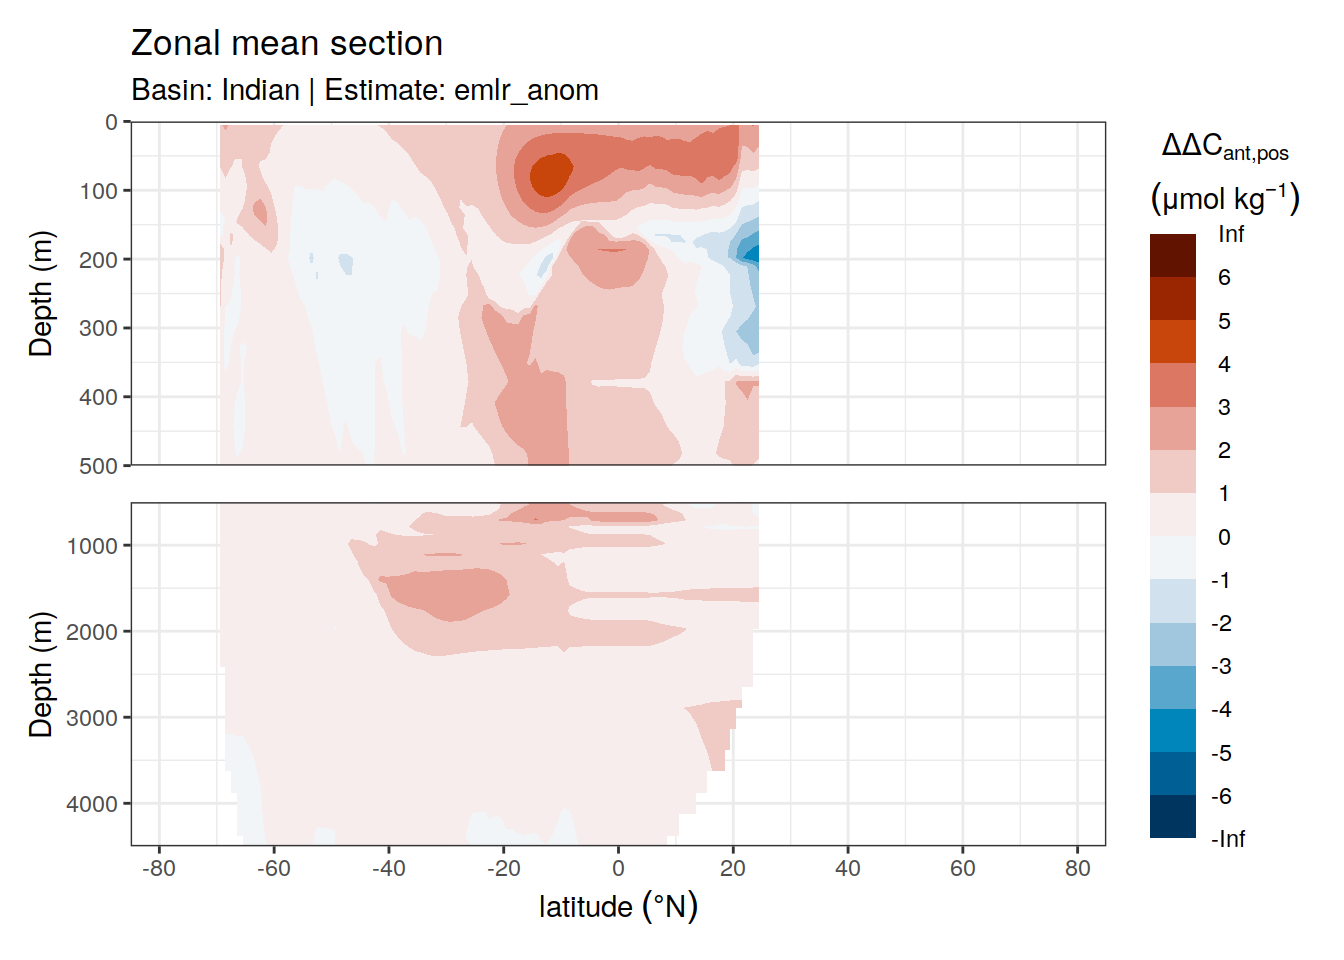 Zonal mean section
Basin: Indian | Estimate: emlr_anom
0
100
200
300
400
500
Depth (m)
1000
2000
3000
4000
Depth (m)
-80 -60 -40 -20 0 20 40 60 80
latitude (°N)
ΔΔC_ant,pos
(μmol kg⁻¹)
Inf
6
5
4
3
2
1
0
-1
-2
-3
-4
-5
-6
-Inf